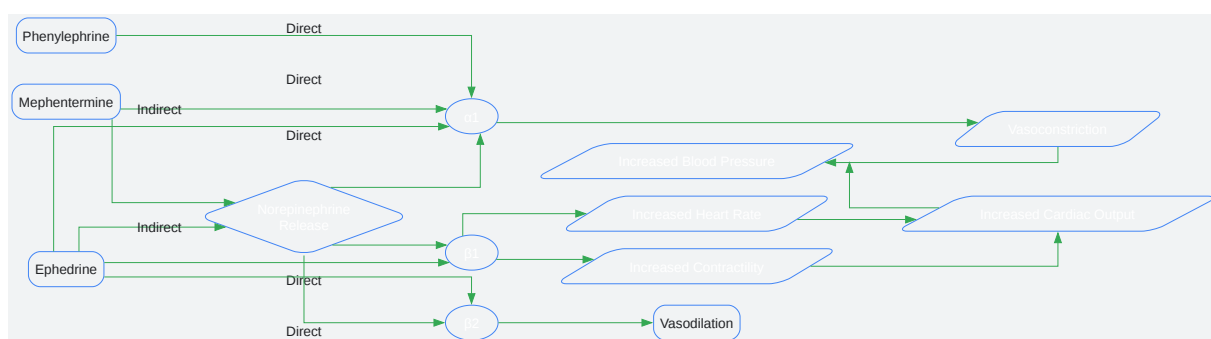 Direct
Phenylephrine
Direct
Mephentermine
Indirect
α1
Direct
Vasoconstriction
Increased Blood Pressure
Norepinephrine
Release
Increased Heart Rate
Increased Cardiac Output
Indirect
β1
Ephedrine
Increased Contractility
Direct
β2
Vasodilation
Direct